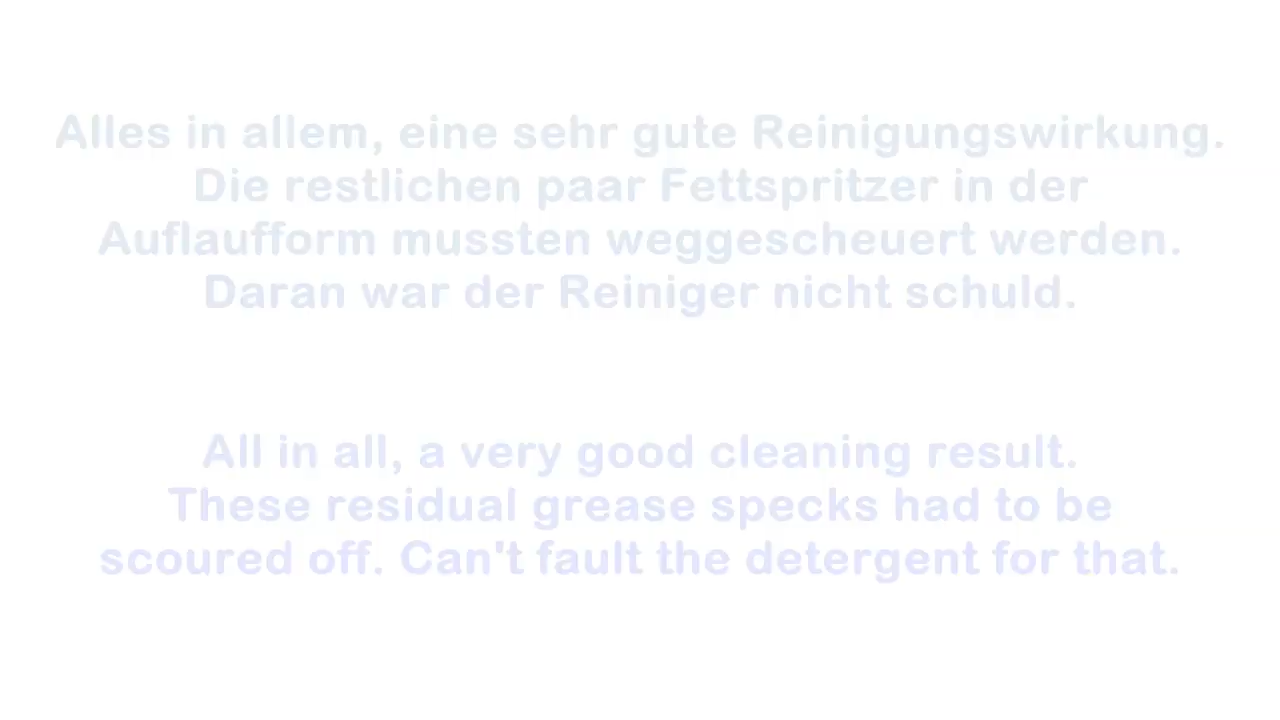 Alles in allem, eine sehr gute Reinigungswirkung.
Die restlichen paar Fettspritzer in der
Auflaufform mussten weggescheuert werden.
Daran war der Reiniger nicht schuld.
All in all, a very good cleaning result.
These residual grease specks had to be
scoured off. Can't fault the detergent for that.